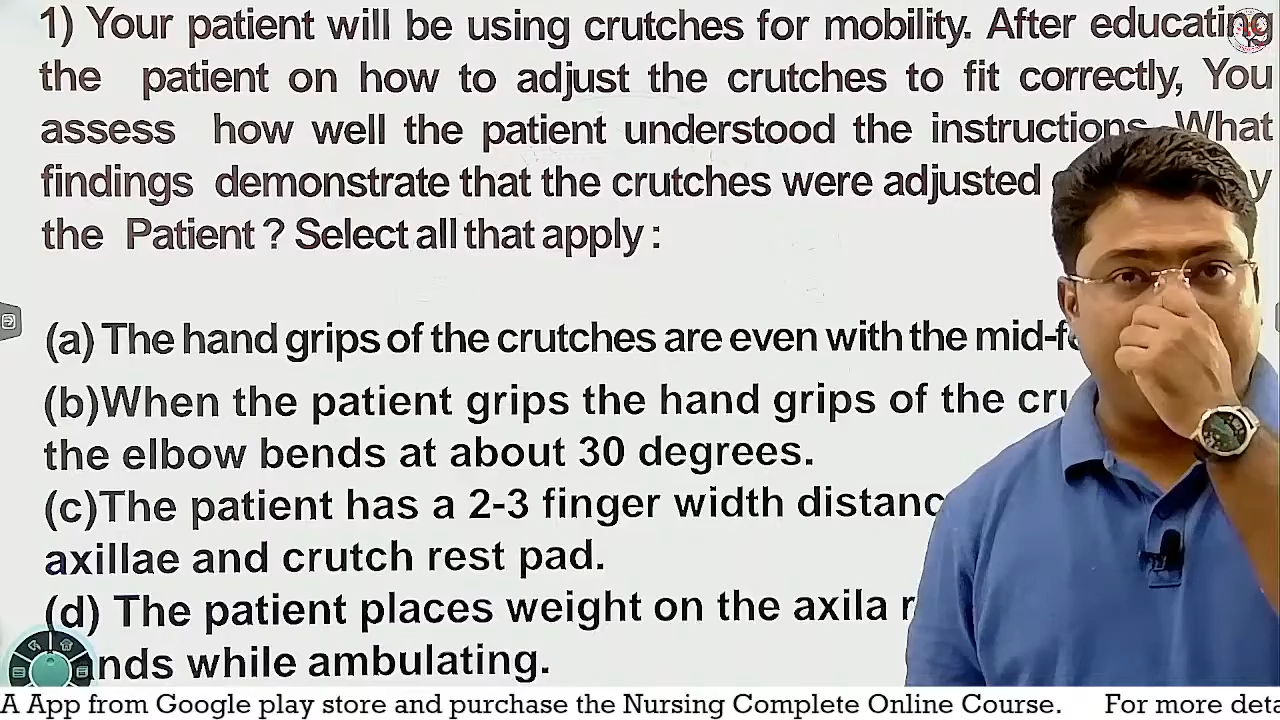 1) Your patient will be using crutches for mobility. After educating
the patient on how to adjust the crutches to fit correctly, You
assess how well the patient understood the instructions. What
findings demonstrate that the crutches were adjusted
the Patient ? Select all that apply :
(a) The hand grips of the crutches are even with the
(b)When the patient grips the hand grips of the
the elbow bends at about 30 degrees.
(c)The patient has a 2-3 finger width
axillae and crutch rest pad.
(d) The patient places weight on the axila
while ambulating.
A App from Google play store and purchase the Nursing Complete Online Course. For more